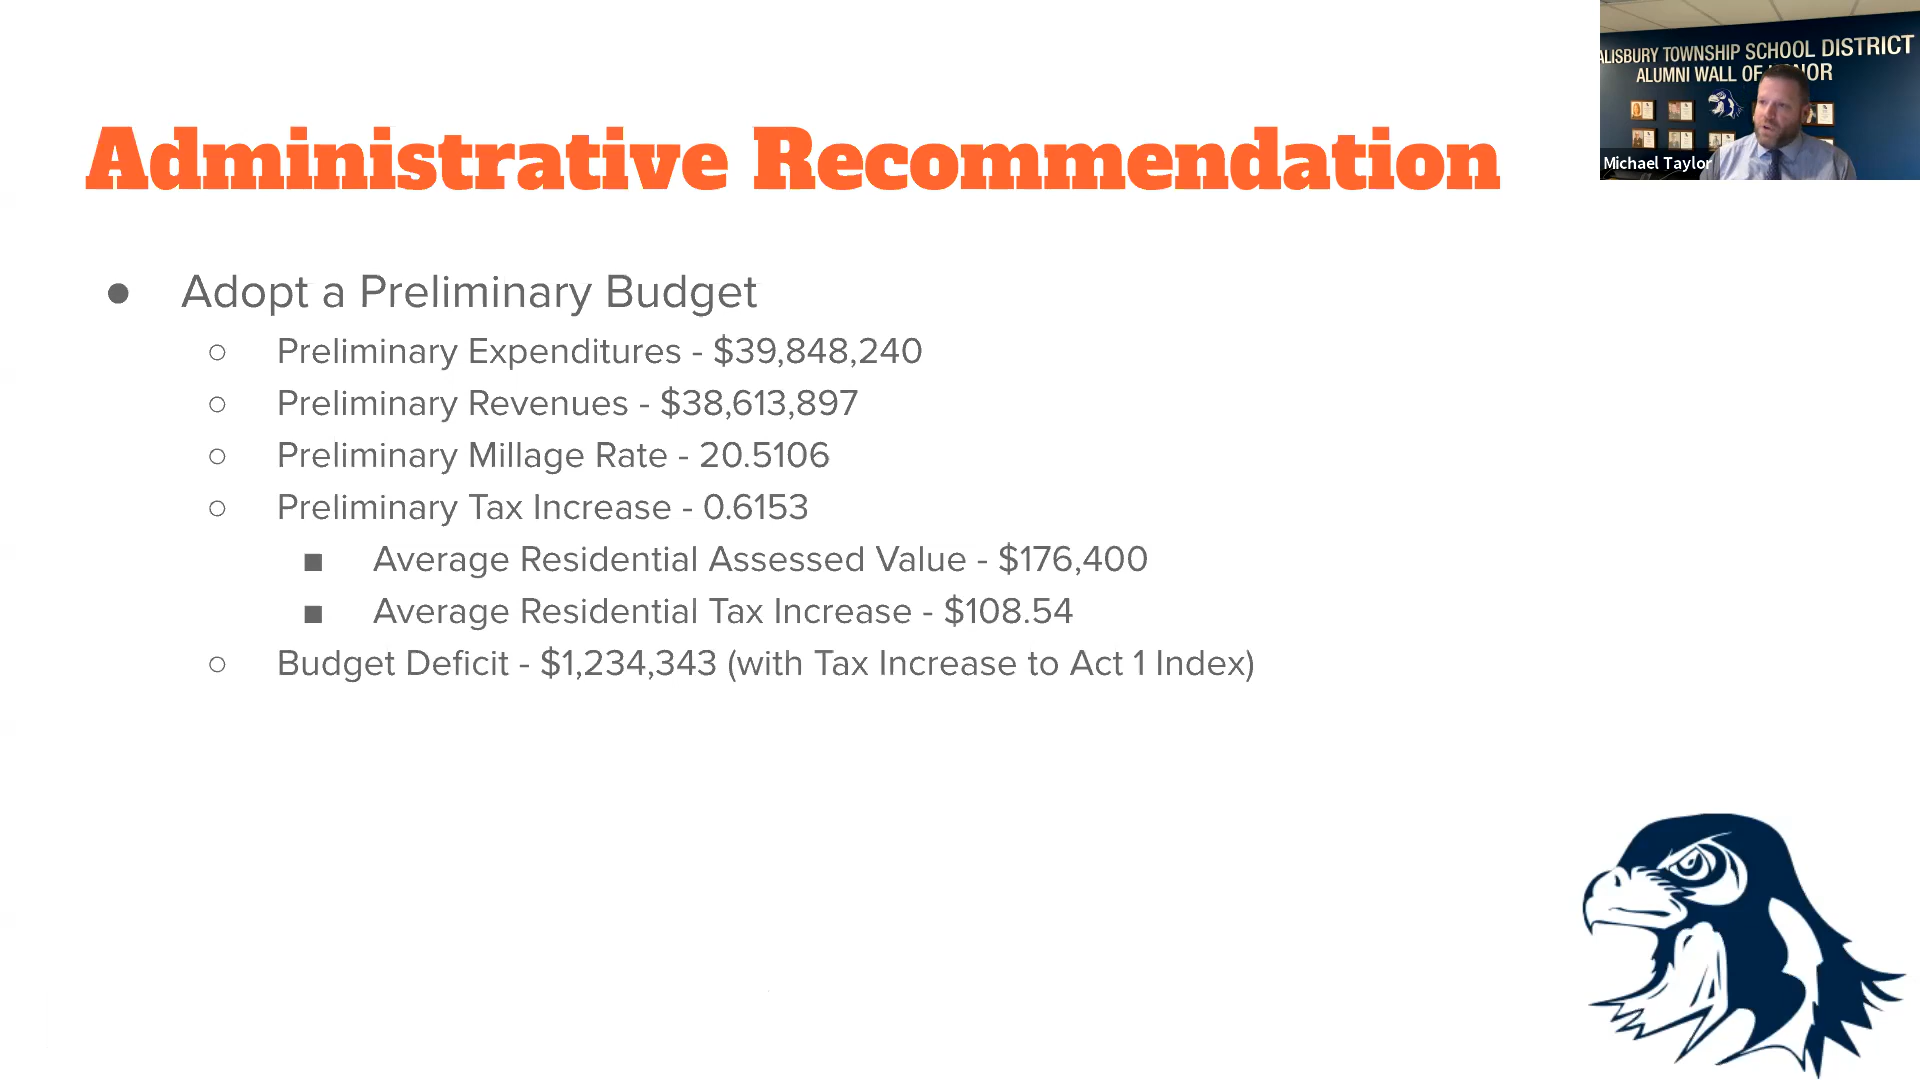 ALISBURY TOWNSHIP SCHOOL DISTRICT
ALUMNI WALL OF
Michael Taylor
Administrative Recommendation
● Adopt a Preliminary Budget
○ Preliminary Expenditures - $39,848,240
○ Preliminary Revenues - $38,613,897
○ Preliminary Millage Rate - 20.5106
○ Preliminary Tax Increase - 0.6153
■ Average Residential Assessed Value - $176,400
■ Average Residential Tax Increase - $108.54
○ Budget Deficit - $1,234,343 (with Tax Increase to Act 1 Index)